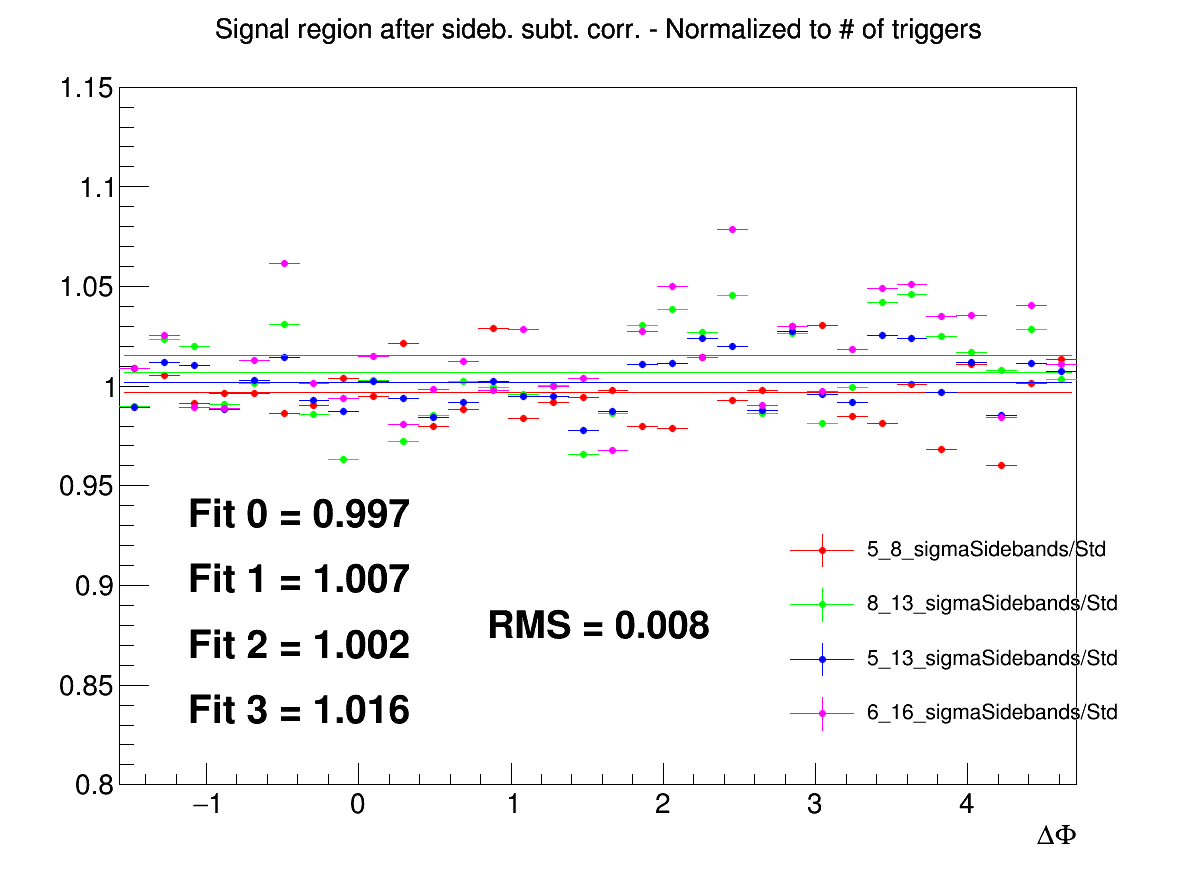 Signal region after sideb. subt. corr. - Normalized to # of triggers
1.15
1.1
1.05
1
0.95
0.9
0.85
0.8
Fit 0 = 0.997
Fit 1 = 1.007
Fit 2 = 1.002
Fit 3 = 1.016
RMS = 0.008
5_8_sigmaSidebands/Std
8_13_sigmaSidebands/Std
5_13_sigmaSidebands/Std
6_16_sigmaSidebands/Std
−1 0 1 2 3 4
ΔΦ